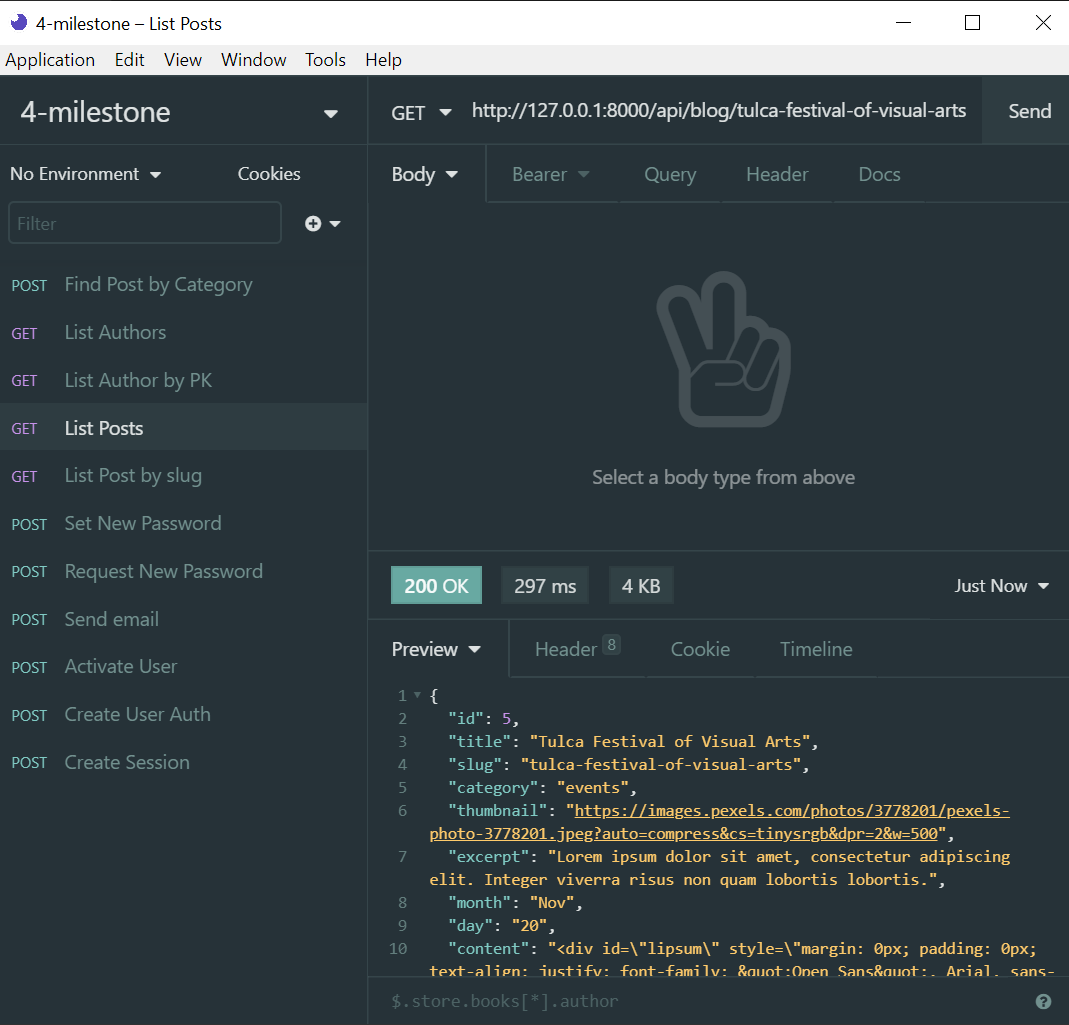 4-milestone – List Posts
Application Edit View Window Tools Help
4-milestone
GET http://127.0.0.1:8000/api/blog/tulca-festival-of-visual-arts Send
No Environment Cookies
Body Bearer Query Header Docs
Filter
POST Find Post by Category
GET List Authors
GET List Author by PK
GET List Posts
GET List Post by slug
POST Set New Password
POST Request New Password
POST Send email
POST Activate User
POST Create User Auth
POST Create Session
Select a body type from above
200 OK 297 ms 4 KB Just Now
Preview Header 8 Cookie Timeline
1 {
2 "id": 5,
3 "title": "Tulca Festival of Visual Arts",
4 "slug": "tulca-festival-of-visual-arts",
5 "category": "events",
6 "thumbnail": "https://images.pexels.com/photos/3778201/pexels-
photo-3778201.jpeg?auto=compress&cs=tinysrgb&dpr=2&w=500",
7 "excerpt": "Lorem ipsum dolor sit amet, consectetur adipiscing
elit. Integer viverra risus non quam lobortis lobortis.",
8 "month": "Nov",
9 "day": "20",
10 "content": "<div id=\"lipsum\" style=\"margin: 0px; padding: 0px;
text-align: justify; font-family: &quot;Open Sans&quot;, Arial, sans-
$.store.books[*].author